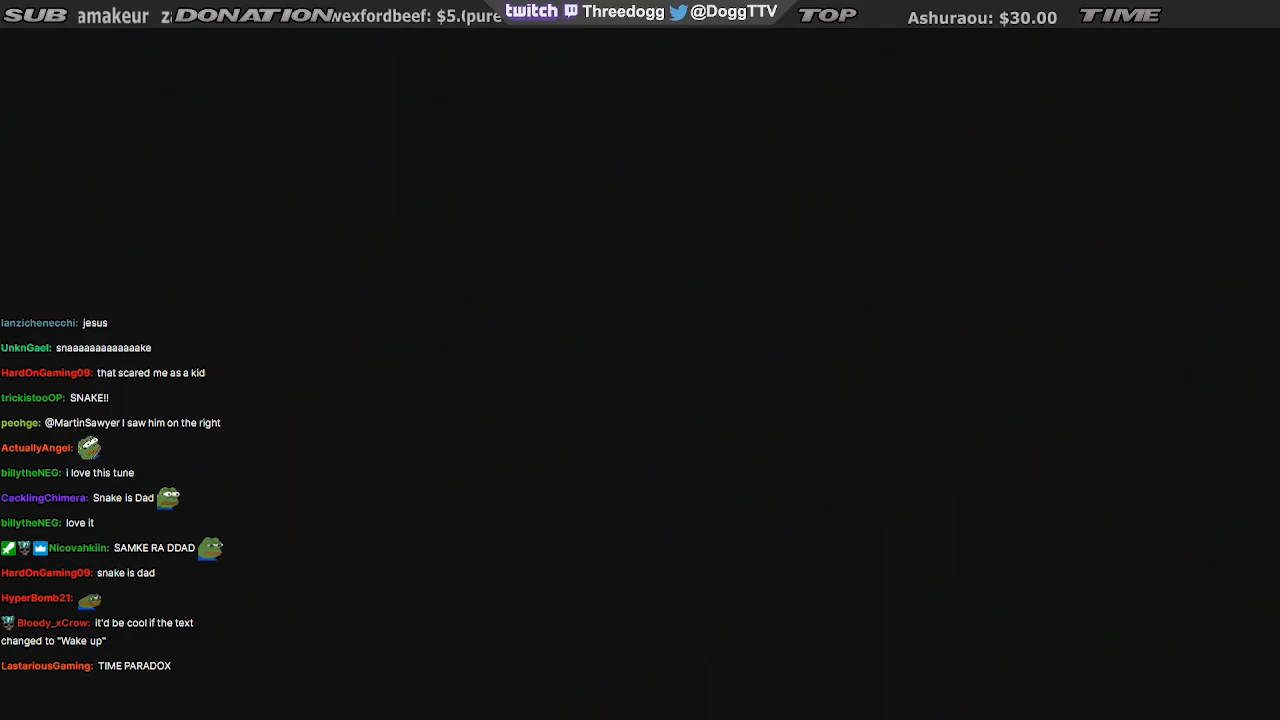 SUB amakeur z DONATION wexfordbeef: $5.(pure twitch Threedogg @DoggTTV TOP Ashuraou: $30.00 TIME
lanzichenecchi: jesus
UnknGael: snaaaaaaaaaaaaake
HardOnGaming09: that scared me as a kid
trickistooOP: SNAKE!!
peohge: @MartinSawyer I saw him on the right
ActuallyAngel:
billytheNEG: i love this tune
CacklingChimera: Snake is Dad
billytheNEG: love it
Nicovahkiin: SAMKE RA DDAD
HardOnGaming09: snake is dad
HyperBomb21:
Bloody_xCrow: it'd be cool if the text
changed to "Wake up"
LastariousGaming: TIME PARADOX